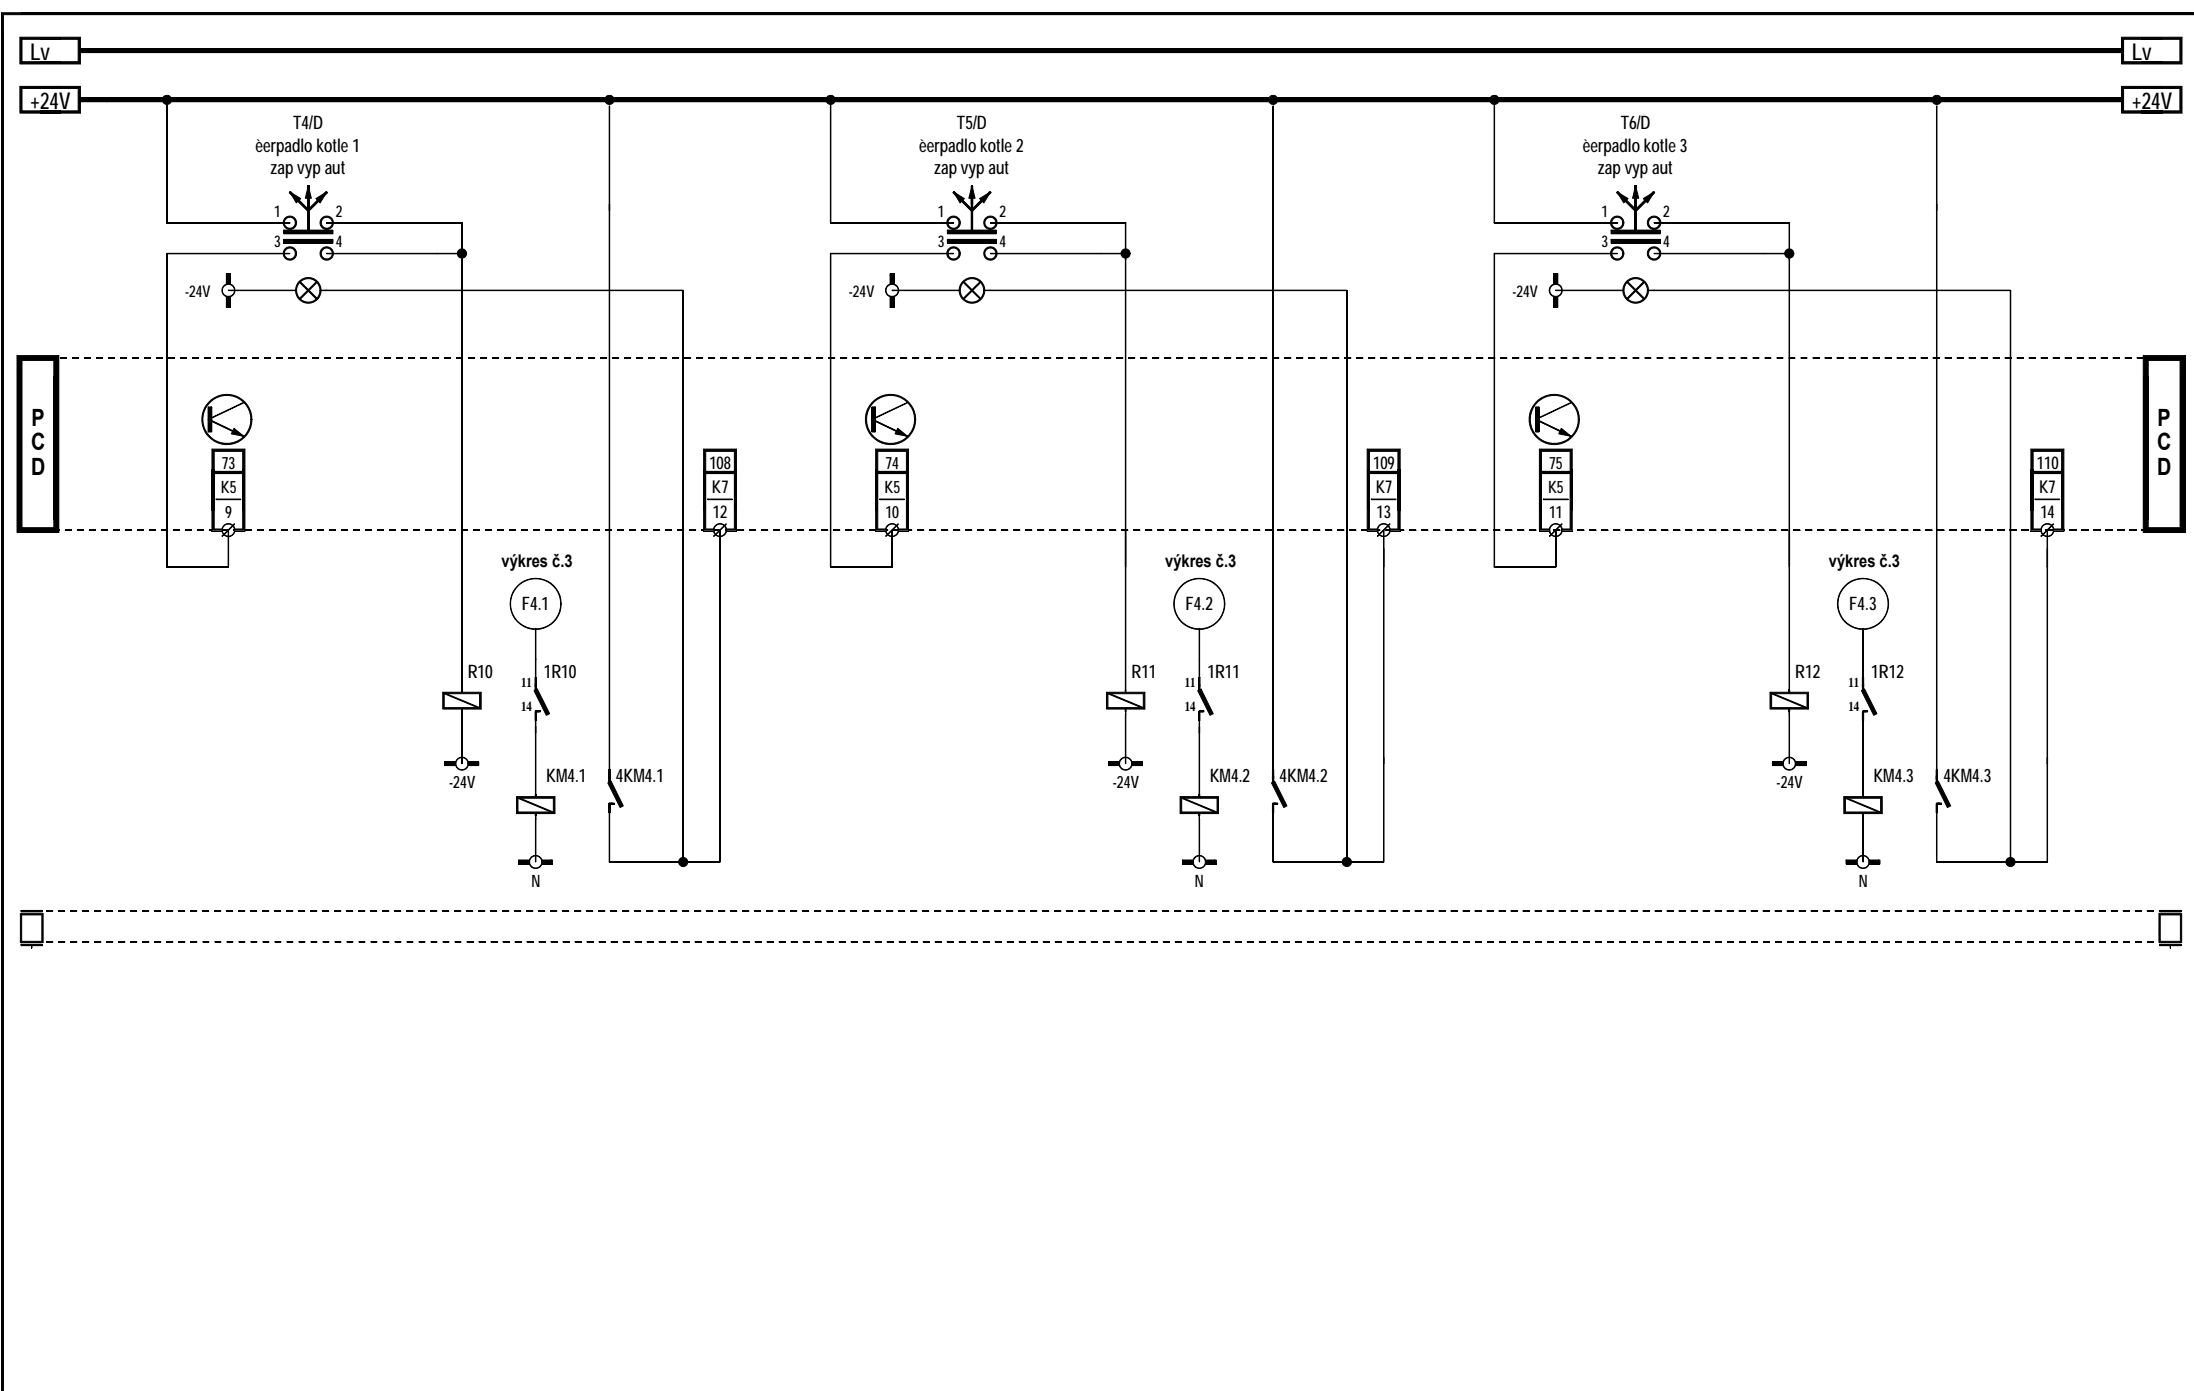 Lv
Lv
+24V
+24V
T4/D
èerpadlo kotle 1
zap vyp aut
1
2
3
4
-24V
T5/D
èerpadlo kotle 2
zap vyp aut
1
2
3
4
-24V
T6/D
èerpadlo kotle 3
zap vyp aut
1
2
3
4
-24V
P
C
D
73
K5
9
108
K7
12
74
K5
10
109
K7
13
75
K5
11
110
K7
14
P
C
D
výkres č.3
F4.1
R10
11
14
1R10
-24V
KM4.1
4KM4.1
N
výkres č.3
F4.2
R11
11
14
1R11
-24V
KM4.2
4KM4.2
N
výkres č.3
F4.3
R12
11
14
1R12
-24V
KM4.3
4KM4.3
N